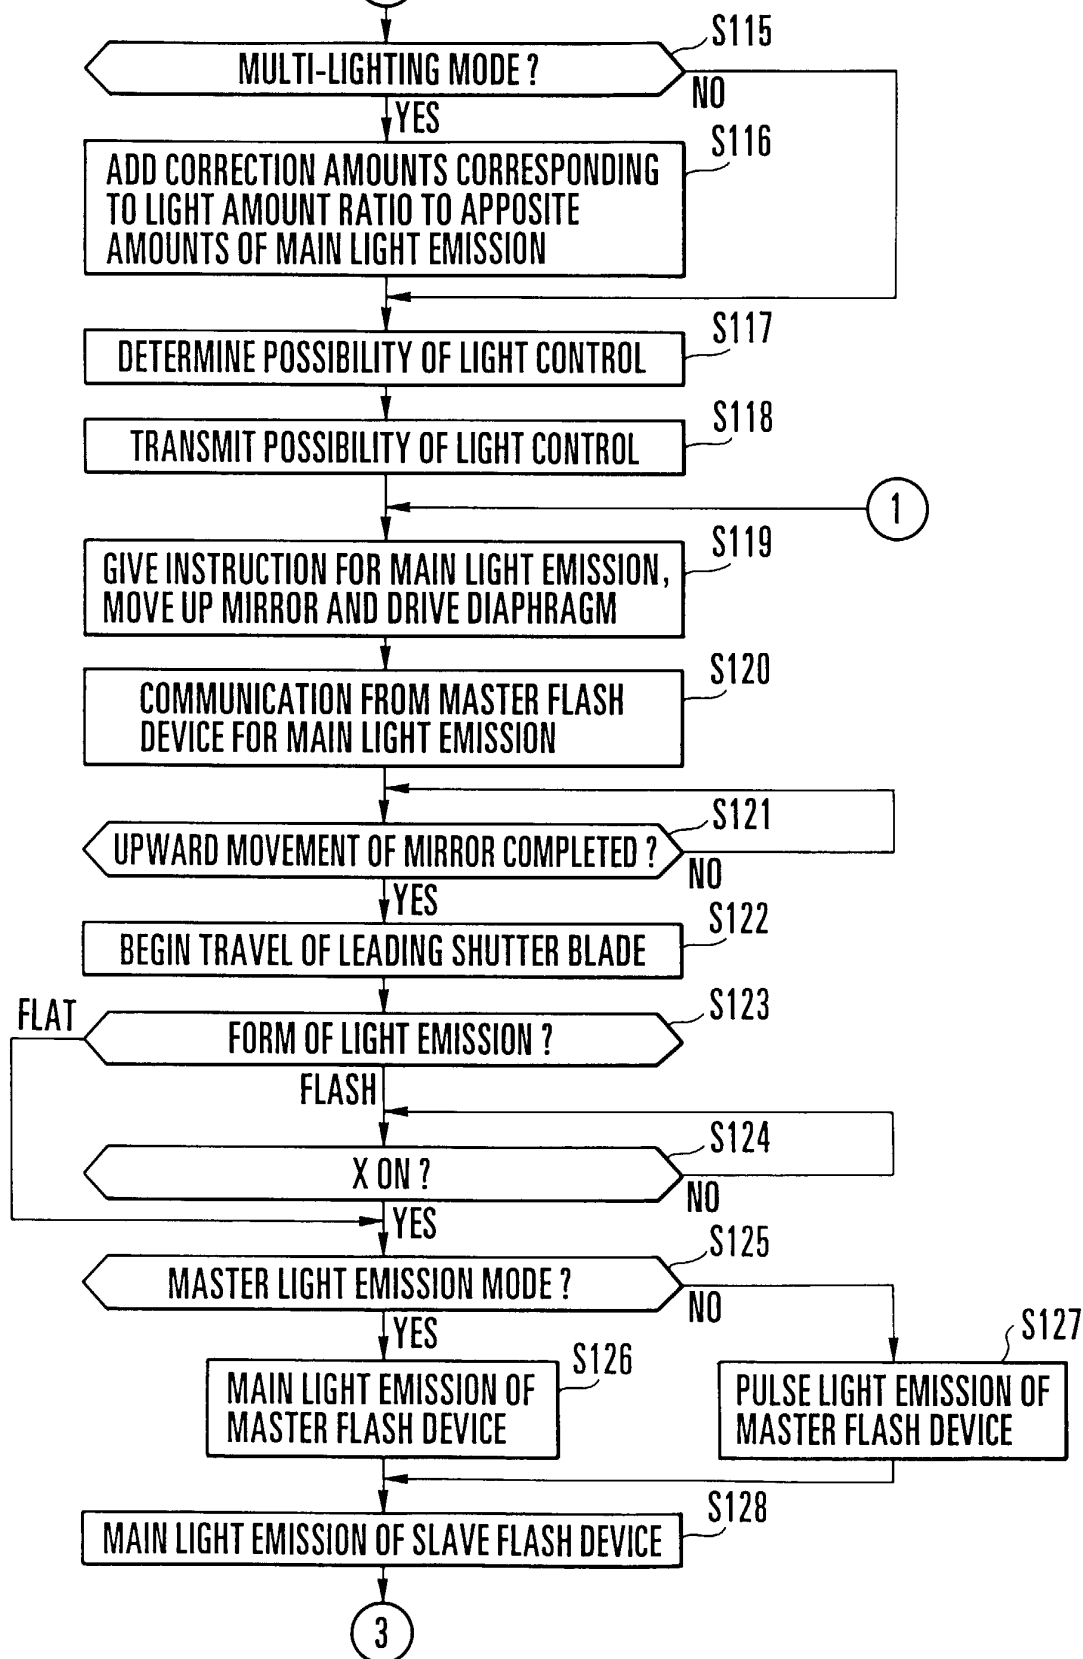 S115
MULTI-LIGHTING MODE ?
NO
YES
S116
ADD CORRECTION AMOUNTS CORRESPONDING
TO LIGHT AMOUNT RATIO TO APPOSITE
AMOUNTS OF MAIN LIGHT EMISSION
S117
DETERMINE POSSIBILITY OF LIGHT CONTROL
S118
TRANSMIT POSSIBILITY OF LIGHT CONTROL
1
S119
GIVE INSTRUCTION FOR MAIN LIGHT EMISSION,
MOVE UP MIRROR AND DRIVE DIAPHRAGM
S120
COMMUNICATION FROM MASTER FLASH
DEVICE FOR MAIN LIGHT EMISSION
S121
UPWARD MOVEMENT OF MIRROR COMPLETED ?
NO
YES
S122
BEGIN TRAVEL OF LEADING SHUTTER BLADE
S123
FLAT
FORM OF LIGHT EMISSION ?
FLASH
S124
X ON ?
NO
YES
S125
MASTER LIGHT EMISSION MODE ?
NO
YES
S126
MAIN LIGHT EMISSION OF
MASTER FLASH DEVICE
S127
PULSE LIGHT EMISSION OF
MASTER FLASH DEVICE
S128
MAIN LIGHT EMISSION OF SLAVE FLASH DEVICE
3